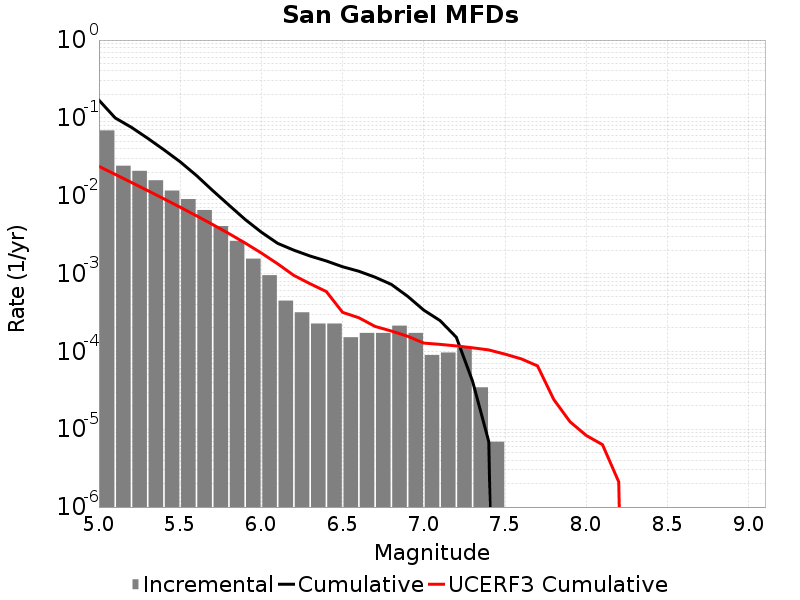 San Gabriel MFDs
10^0
10^-1
10^-2
10^-3
10^-4
10^-5
10^-6
Rate (1/yr)
5.0 5.5 6.0 6.5 7.0 7.5 8.0 8.5 9.0
Magnitude
Incremental Cumulative UCERF3 Cumulative